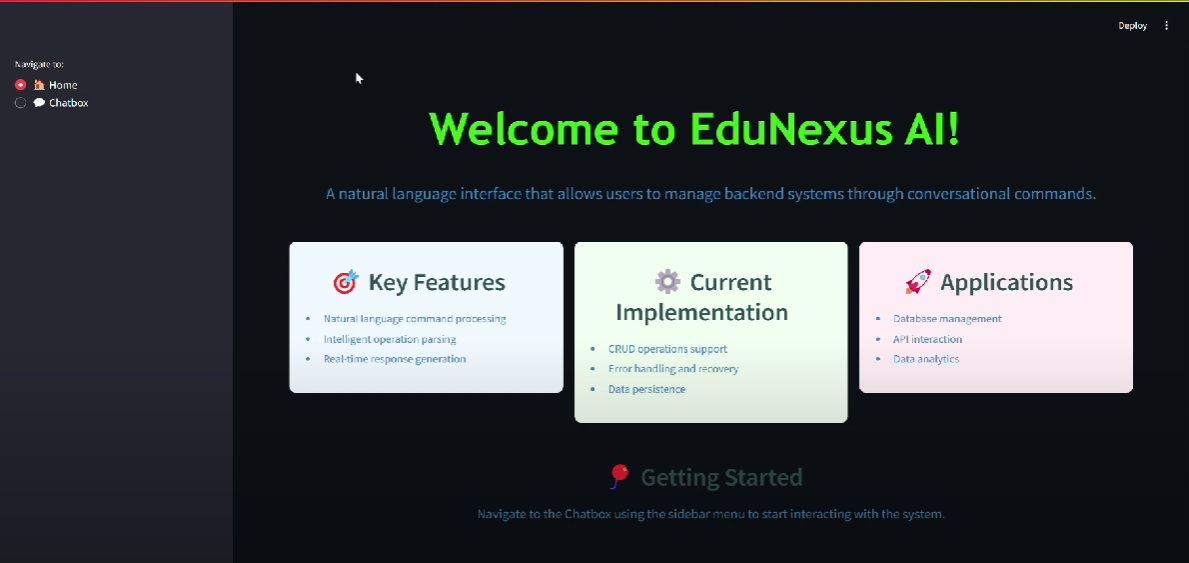 Deploy
Navigate to:
Home
Chatbox
Welcome to EduNexus AI!
A natural language interface that allows users to manage backend systems through conversational commands.
Key Features
Natural language command processing
Intelligent operation parsing
Real-time response generation
Current
Implementation
CRUD operations support
Error handling and recovery
Data persistence
Applications
Database management
API interaction
Data analytics
Getting Started
Navigate to the Chatbox using the sidebar menu to start interacting with the system.